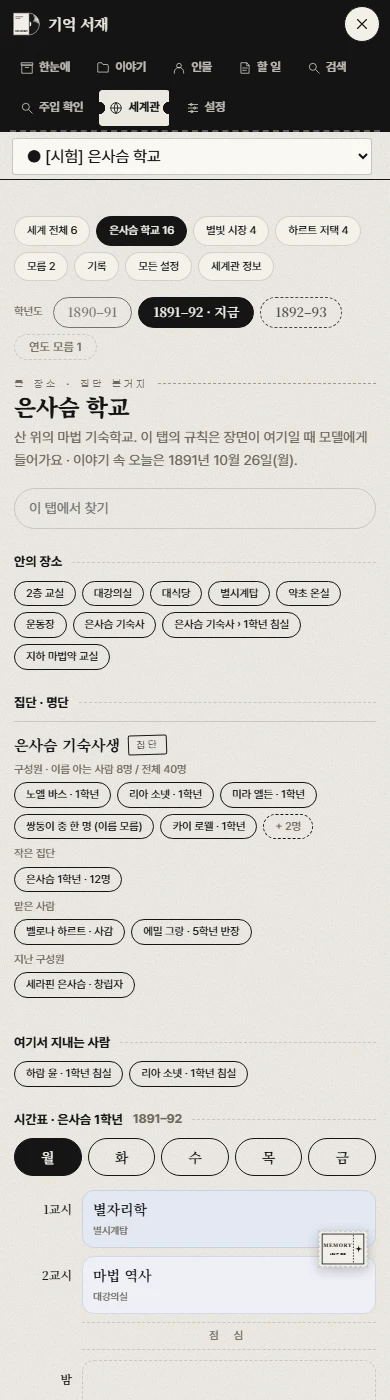 기억 서재
한눈에 이야기 인물 할 일 검색
주입 확인 세계관 설정
● [시험] 은사슴 학교
세계 전체 6 은사슴 학교 16 별빛 시장 4 하르트 저택 4
모름 2 기록 모든 설정 세계관 정보
학년도 1890–91 1891–92 · 지금 1892–93
연도 모름 1
큰 장소 · 집단 본거지
은사슴 학교
산 위의 마법 기숙학교. 이 탭의 규칙은 장면이 여기일 때 모델에게
들어가요 · 이야기 속 오늘은 1891년 10월 26일(월).
이 탭에서 찾기
안의 장소
2층 교실 대강의실 대식당 별시계탑 약초 온실
운동장 은사슴 기숙사 은사슴 기숙사 › 1학년 침실
지하 마법약 교실
집단 · 명단
은사슴 기숙사생 집단
구성원 · 이름 아는 사람 8명 / 전체 40명
노엘 바스 · 1학년 리아 소넷 · 1학년 미라 엘든 · 1학년
쌍둥이 중 한 명 (이름 모름) 카이 로웰 · 1학년 + 2명
작은 집단
은사슴 1학년 · 12명
맡은 사람
벨로나 하르트 · 사감 에밀 그랑 · 5학년 반장
지난 구성원
세라핀 은사슴 · 창립자
여기서 지내는 사람
하람 윤 · 1학년 침실 리아 소넷 · 1학년 침실
시간표 · 은사슴 1학년 1891–92
월 화 수 목 금
1교시 별자리학
별시계탑
MEMORY
2교시 마법 역사
대강의실
점 심
밤